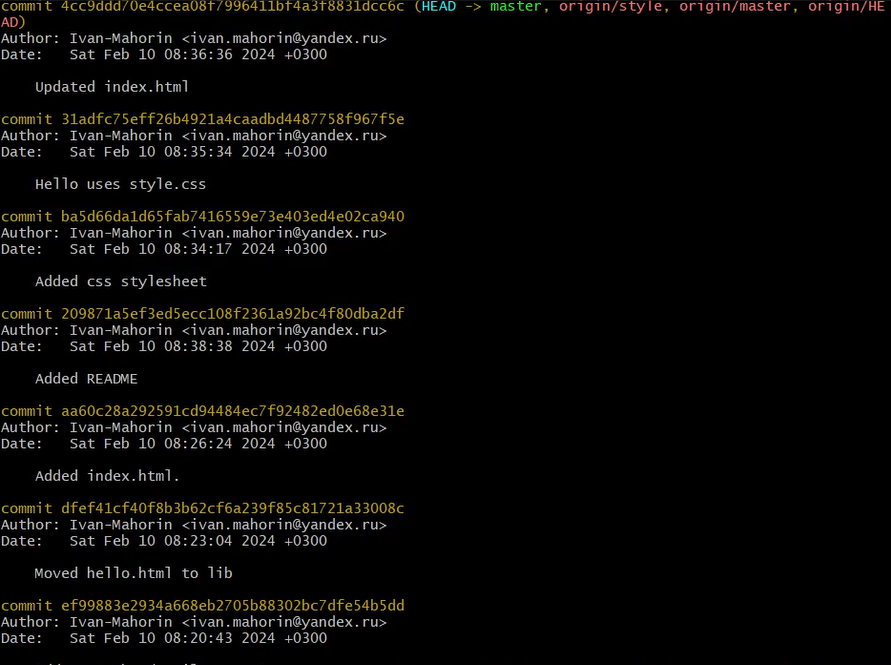 commit 4cc9ddd70e4ccea08f7996411bf4a3f8831dcc6c (HEAD -> master, origin/style, origin/master, origin/HE
AD)
Author: Ivan-Mahorin <ivan.mahorin@yandex.ru>
Date:   Sat Feb 10 08:36:36 2024 +0300
Updated index.html
commit 31adfc75eff26b4921a4caadbd4487758f967f5e
Author: Ivan-Mahorin <ivan.mahorin@yandex.ru>
Date:   Sat Feb 10 08:35:34 2024 +0300
Hello uses style.css
commit ba5d66da1d65fab7416559e73e403ed4e02ca940
Author: Ivan-Mahorin <ivan.mahorin@yandex.ru>
Date:   Sat Feb 10 08:34:17 2024 +0300
Added css stylesheet
commit 209871a5ef3ed5ecc108f2361a92bc4f80dba2df
Author: Ivan-Mahorin <ivan.mahorin@yandex.ru>
Date:   Sat Feb 10 08:38:38 2024 +0300
Added README
commit aa60c28a292591cd94484ec7f92482ed0e68e31e
Author: Ivan-Mahorin <ivan.mahorin@yandex.ru>
Date:   Sat Feb 10 08:26:24 2024 +0300
Added index.html.
commit dfef41cf40f8b3b62cf6a239f85c81721a33008c
Author: Ivan-Mahorin <ivan.mahorin@yandex.ru>
Date:   Sat Feb 10 08:23:04 2024 +0300
Moved hello.html to lib
commit ef99883e2934a668eb2705b88302bc7dfe54b5dd
Author: Ivan-Mahorin <ivan.mahorin@yandex.ru>
Date:   Sat Feb 10 08:20:43 2024 +0300